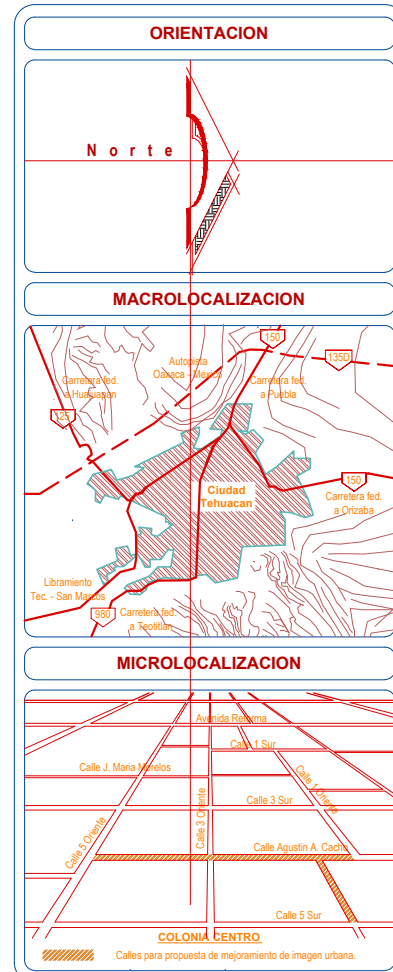 ORIENTACION
Norte
MACROLOCALIZACION
150
Autopista
Oaxaca - Mexico
135D
Carretera fed.
a Huajuapan
Carretera fed.
a Puebla
125
Ciudad
Tehuacan
150
Carretera fed.
a Orizaba
Libramiento
Tec. - San Marcos
980
Carretera fed.
a Teotitlán
MICROLOCALIZACION
Avenida Reforma
Calle 1 Sur
Calle J. Maria Morelos
Calle 1 Oriente
Calle 3 Sur
Calle 3 Oriente
Calle 5 Oriente
Calle Agustin A. Cacho
Calle 5 Sur
COLONIA CENTRO
Calles para propuesta de mejoramiento de imagen urbana.